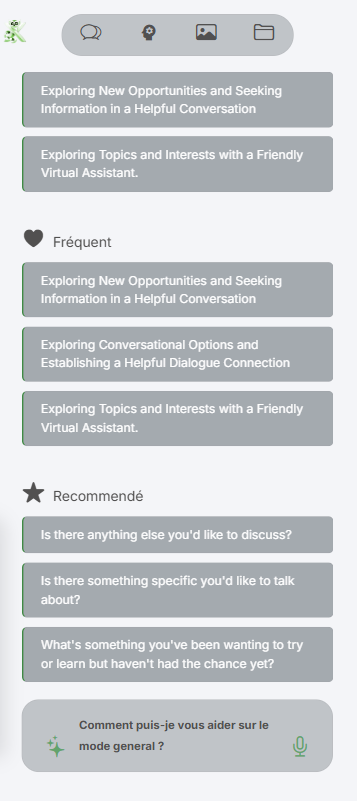 Exploring New Opportunities and Seeking
Information in a Helpful Conversation
Exploring Topics and Interests with a Friendly
Virtual Assistant.
Fréquent
Exploring New Opportunities and Seeking
Information in a Helpful Conversation
Exploring Conversational Options and
Establishing a Helpful Dialogue Connection
Exploring Topics and Interests with a Friendly
Virtual Assistant.
Recommendé
Is there anything else you'd like to discuss?
Is there something specific you'd like to talk
about?
What's something you've been wanting to try
or learn but haven't had the chance yet?
Comment puis-je vous aider sur le
mode general ?